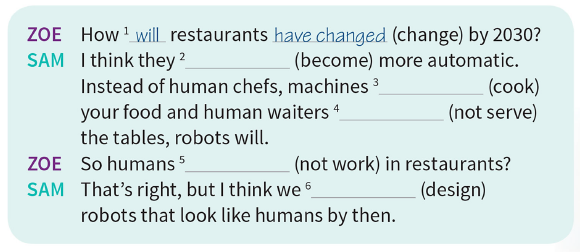 ZOE How ¹ will restaurants have changed (change) by 2030?
SAM I think they ²__________ (become) more automatic.
Instead of human chefs, machines ³__________ (cook)
your food and human waiters ⁴__________ (not serve)
the tables, robots will.
ZOE So humans ⁵__________ (not work) in restaurants?
SAM That's right, but I think we ⁶__________ (design)
robots that look like humans by then.